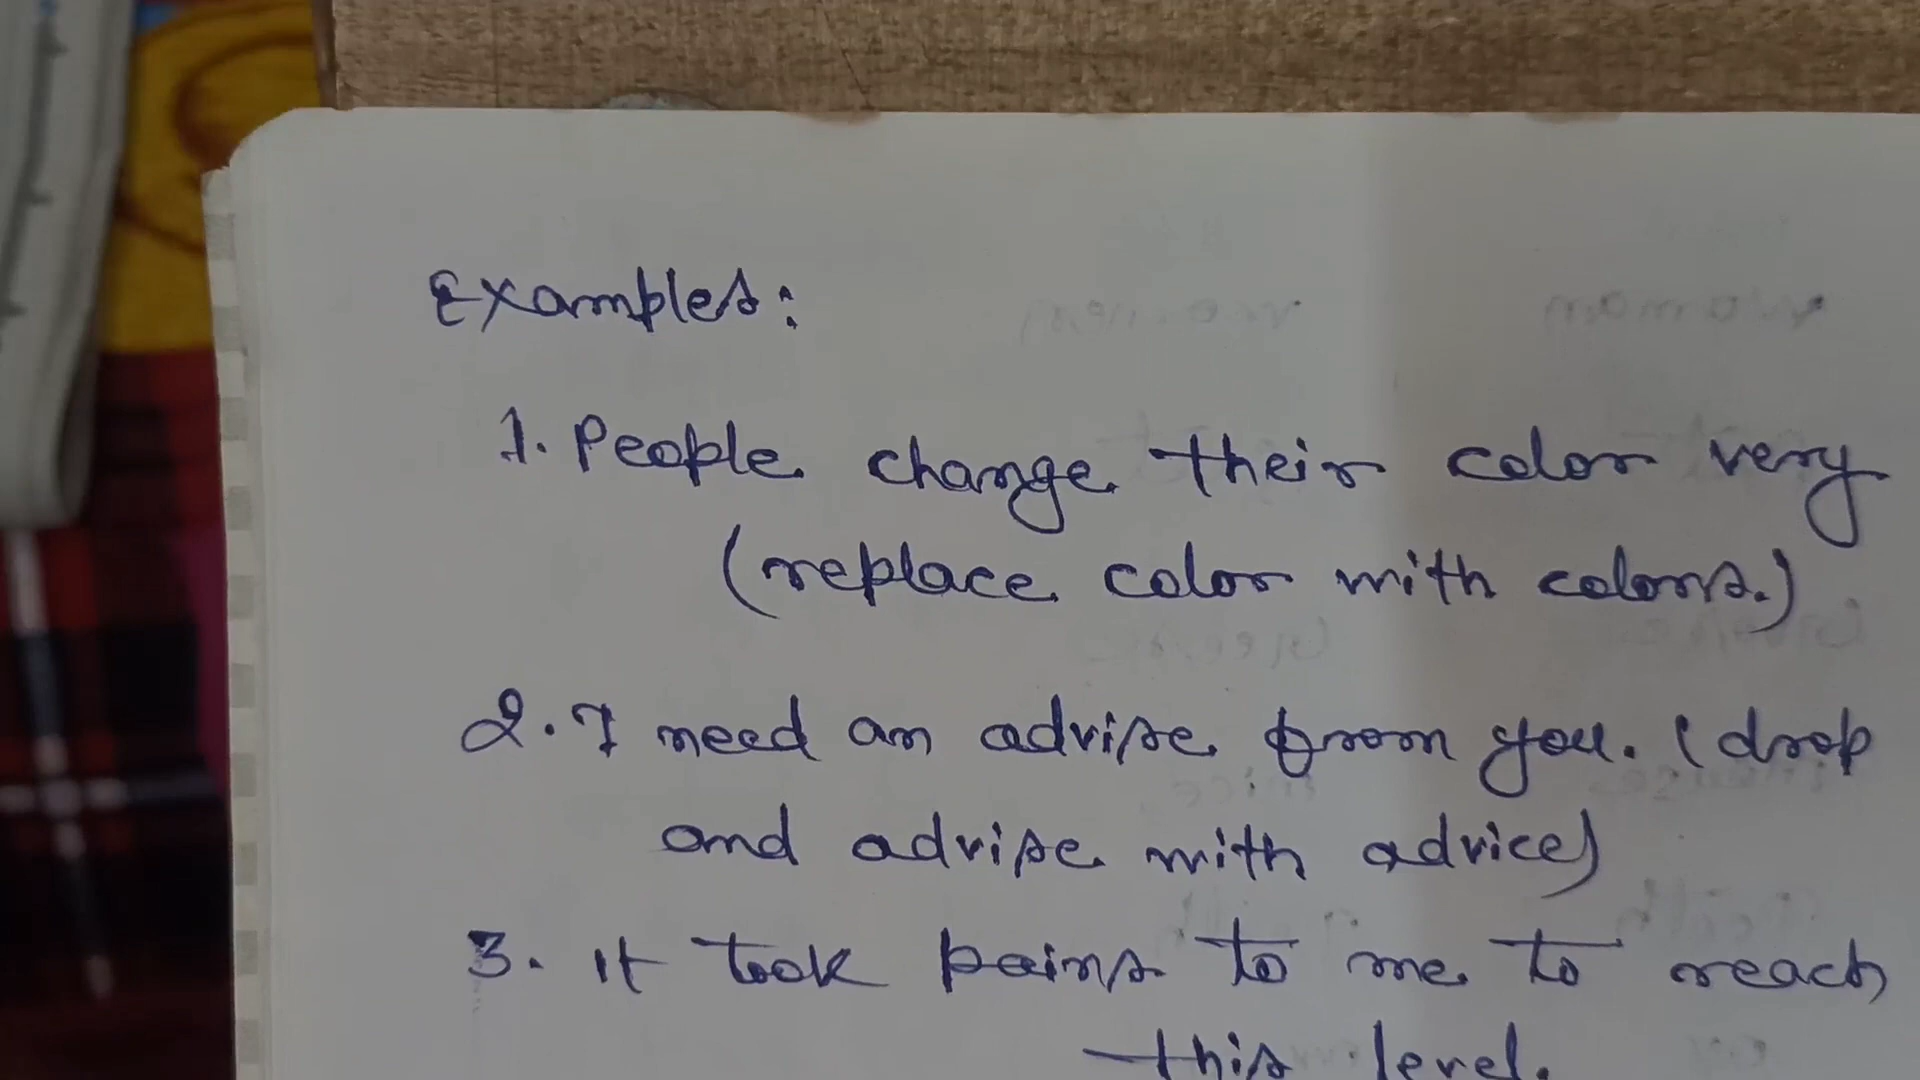 Examples:
1. People change their color very
(replace color with colors.)
2. I need an advise from you. (drop
and advise with advice)
3. It took pains to me to reach
this level.